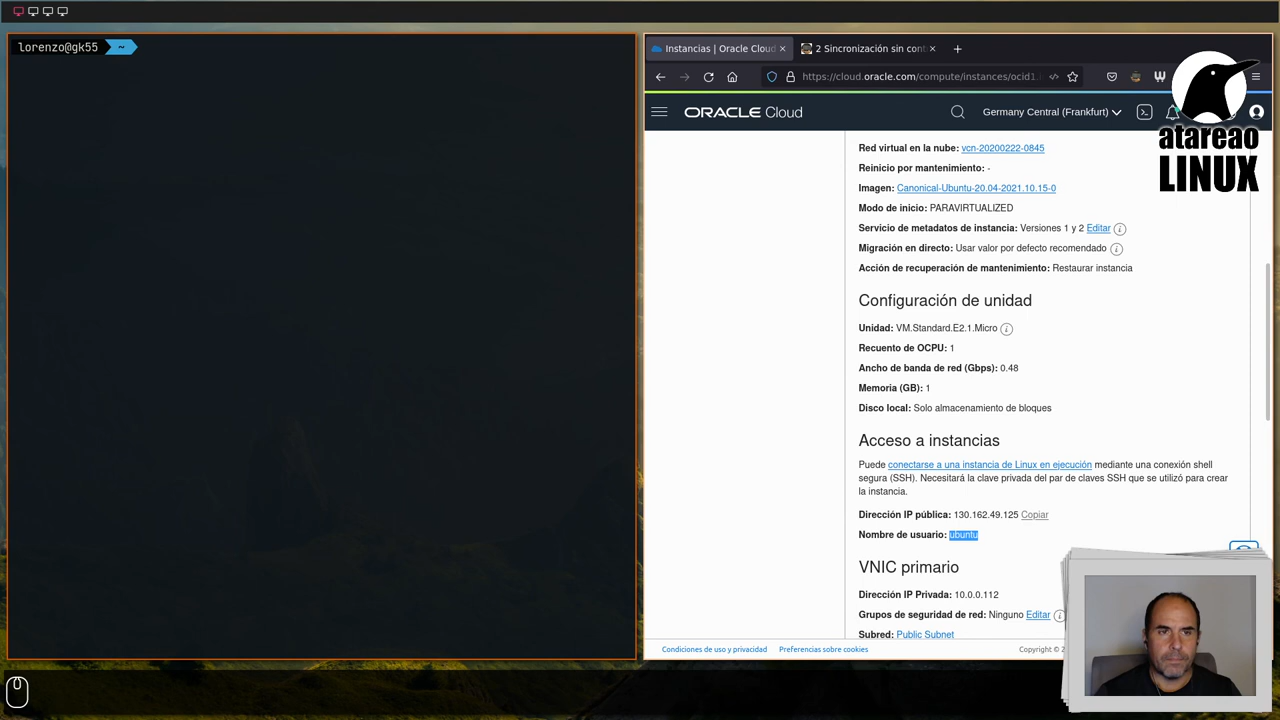 lorenzo@gk55 ~
Instancias | Oracle Cloud
2 Sincronización sin cont
https://cloud.oracle.com/compute/instances/ocid1.
ORACLE Cloud
Germany Central (Frankfurt)
atareao
LINUX
Red virtual en la nube: vcn-20200222-0845
Reinicio por mantenimiento: -
Imagen: Canonical-Ubuntu-20.04-2021.10.15-0
Modo de inicio: PARAVIRTUALIZED
Servicio de metadatos de instancia: Versiones 1 y 2 Editar
Migración en directo: Usar valor por defecto recomendado
Acción de recuperación de mantenimiento: Restaurar instancia
Configuración de unidad
Unidad: VM.Standard.E2.1.Micro
Recuento de OCPU: 1
Ancho de banda de red (Gbps): 0.48
Memoria (GB): 1
Disco local: Solo almacenamiento de bloques
Acceso a instancias
Puede conectarse a una instancia de Linux en ejecución mediante una conexión shell
segura (SSH). Necesitará la clave privada del par de claves SSH que se utilizó para crear
la instancia.
Dirección IP pública: 130.162.49.125 Copiar
Nombre de usuario: ubuntu
VNIC primario
Dirección IP Privada: 10.0.0.112
Grupos de seguridad de red: Ninguno Editar
Subred: Public Subnet
Condiciones de uso y privacidad
Preferencias sobre cookies
Copyright © 2